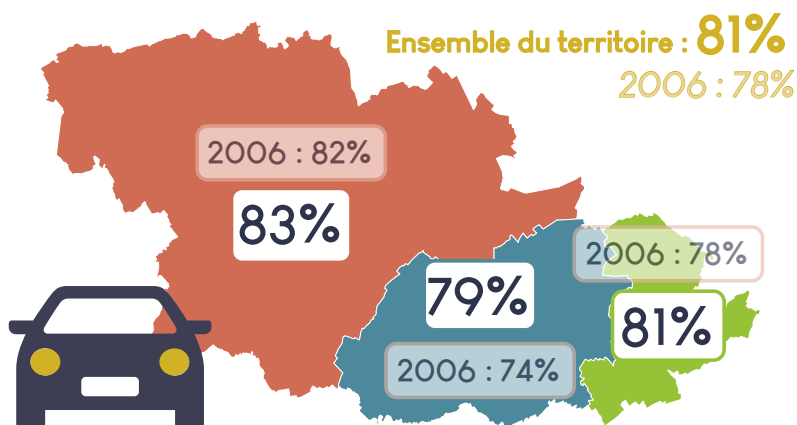 Ensemble du territoire : 81%
2006 : 78%
2006 : 82%
83%
2006 : 78%
79%
81%
2006 : 74%